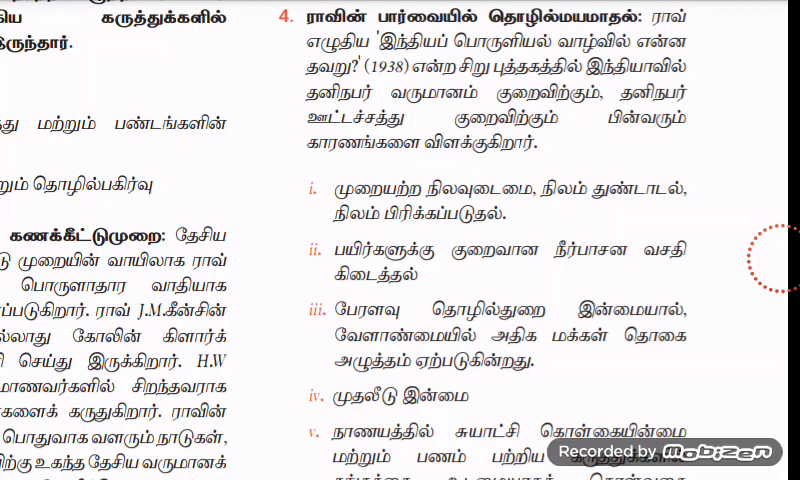 கிய கருத்துக்களில்
இருந்தார்.
து மற்றும் பண்டங்களின்
றும் தொழில்பகிர்வு
கணக்கீட்டுமுறை: தேசிய
டு முறையின் வாயிலாக ராவ்
பொருளாதார வாதியாக
ப்படுகிறார். ராவ் J.M.கீன்சின்
ல்லாது கோலின் கிளார்க்
சி செய்து இருக்கிறார். H.W
மாணவர்களில் சிறந்தவராக
களைக் கருதுகிறார். ராவின்
பொதுவாக வளரும் நாடுகள்,
ிற்கு உகந்த தேசிய வருமானக்
4. ராவின் பார்வையில் தொழில்மயமாதல்: ராவ்
எழுதிய 'இந்தியப் பொருளியல் வாழ்வில் என்ன
தவறு?' (1938) என்ற சிறு புத்தகத்தில் இந்தியாவில்
தனிநபர் வருமானம் குறைவிற்கும், தனிநபர்
ஊட்டச்சத்து குறைவிற்கும் பின்வரும்
காரணங்களை விளக்குகிறார்.
i. முறையற்ற நிலவுடைமை, நிலம் துண்டாடல்,
நிலம் பிரிக்கப்படுதல்.
ii. பயிர்களுக்கு குறைவான நீர்பாசன வசதி
கிடைத்தல்
iii. பேரளவு தொழில்துறை இன்மையால்,
வேளாண்மையில் அதிக மக்கள் தொகை
அழுத்தம் ஏற்படுகின்றது.
iv. முதலீடு இன்மை
v. நாணயத்தில் சுயாட்சி கொள்கையின்மை
மற்றும் பணம் பற்றிய
Recorded by mobizen